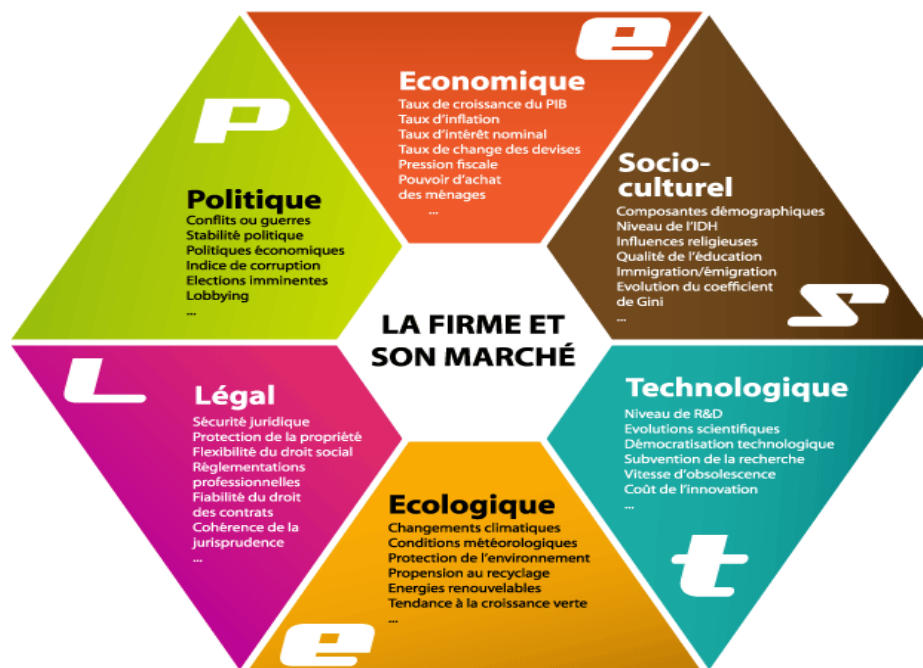 P
Politique
Conflits ou guerres
Stabilité politique
Politiques économiques
Indice de corruption
Elections imminentes
Lobbying
...
e
Economique
Taux de croissance du PIB
Taux d'inflation
Taux d'intérêt nominal
Taux de change des devises
Pression fiscale
Pouvoir d'achat
des ménages
...
Socio-
culturel
Composantes démographiques
Niveau de l'IDH
Influences religieuses
Qualité de l'éducation
Immigration/émigration
Evolution du coefficient
de Gini
...
s
LA FIRME ET
SON MARCHÉ
Technologique
Niveau de R&D
Evolutions scientifiques
Démocratisation technologique
Subvention de la recherche
Vitesse d'obsolescence
Coût de l'innovation
...
t
Ecologique
Changements climatiques
Conditions météorologiques
Protection de l'environnement
Propension au recyclage
Energies renouvelables
Tendance à la croissance verte
...
e
L
Légal
Sécurité juridique
Protection de la propriété
Flexibilité du droit social
Règlementations
professionnelles
Fiabilité du droit
des contrats
Cohérence de la
jurisprudence
...